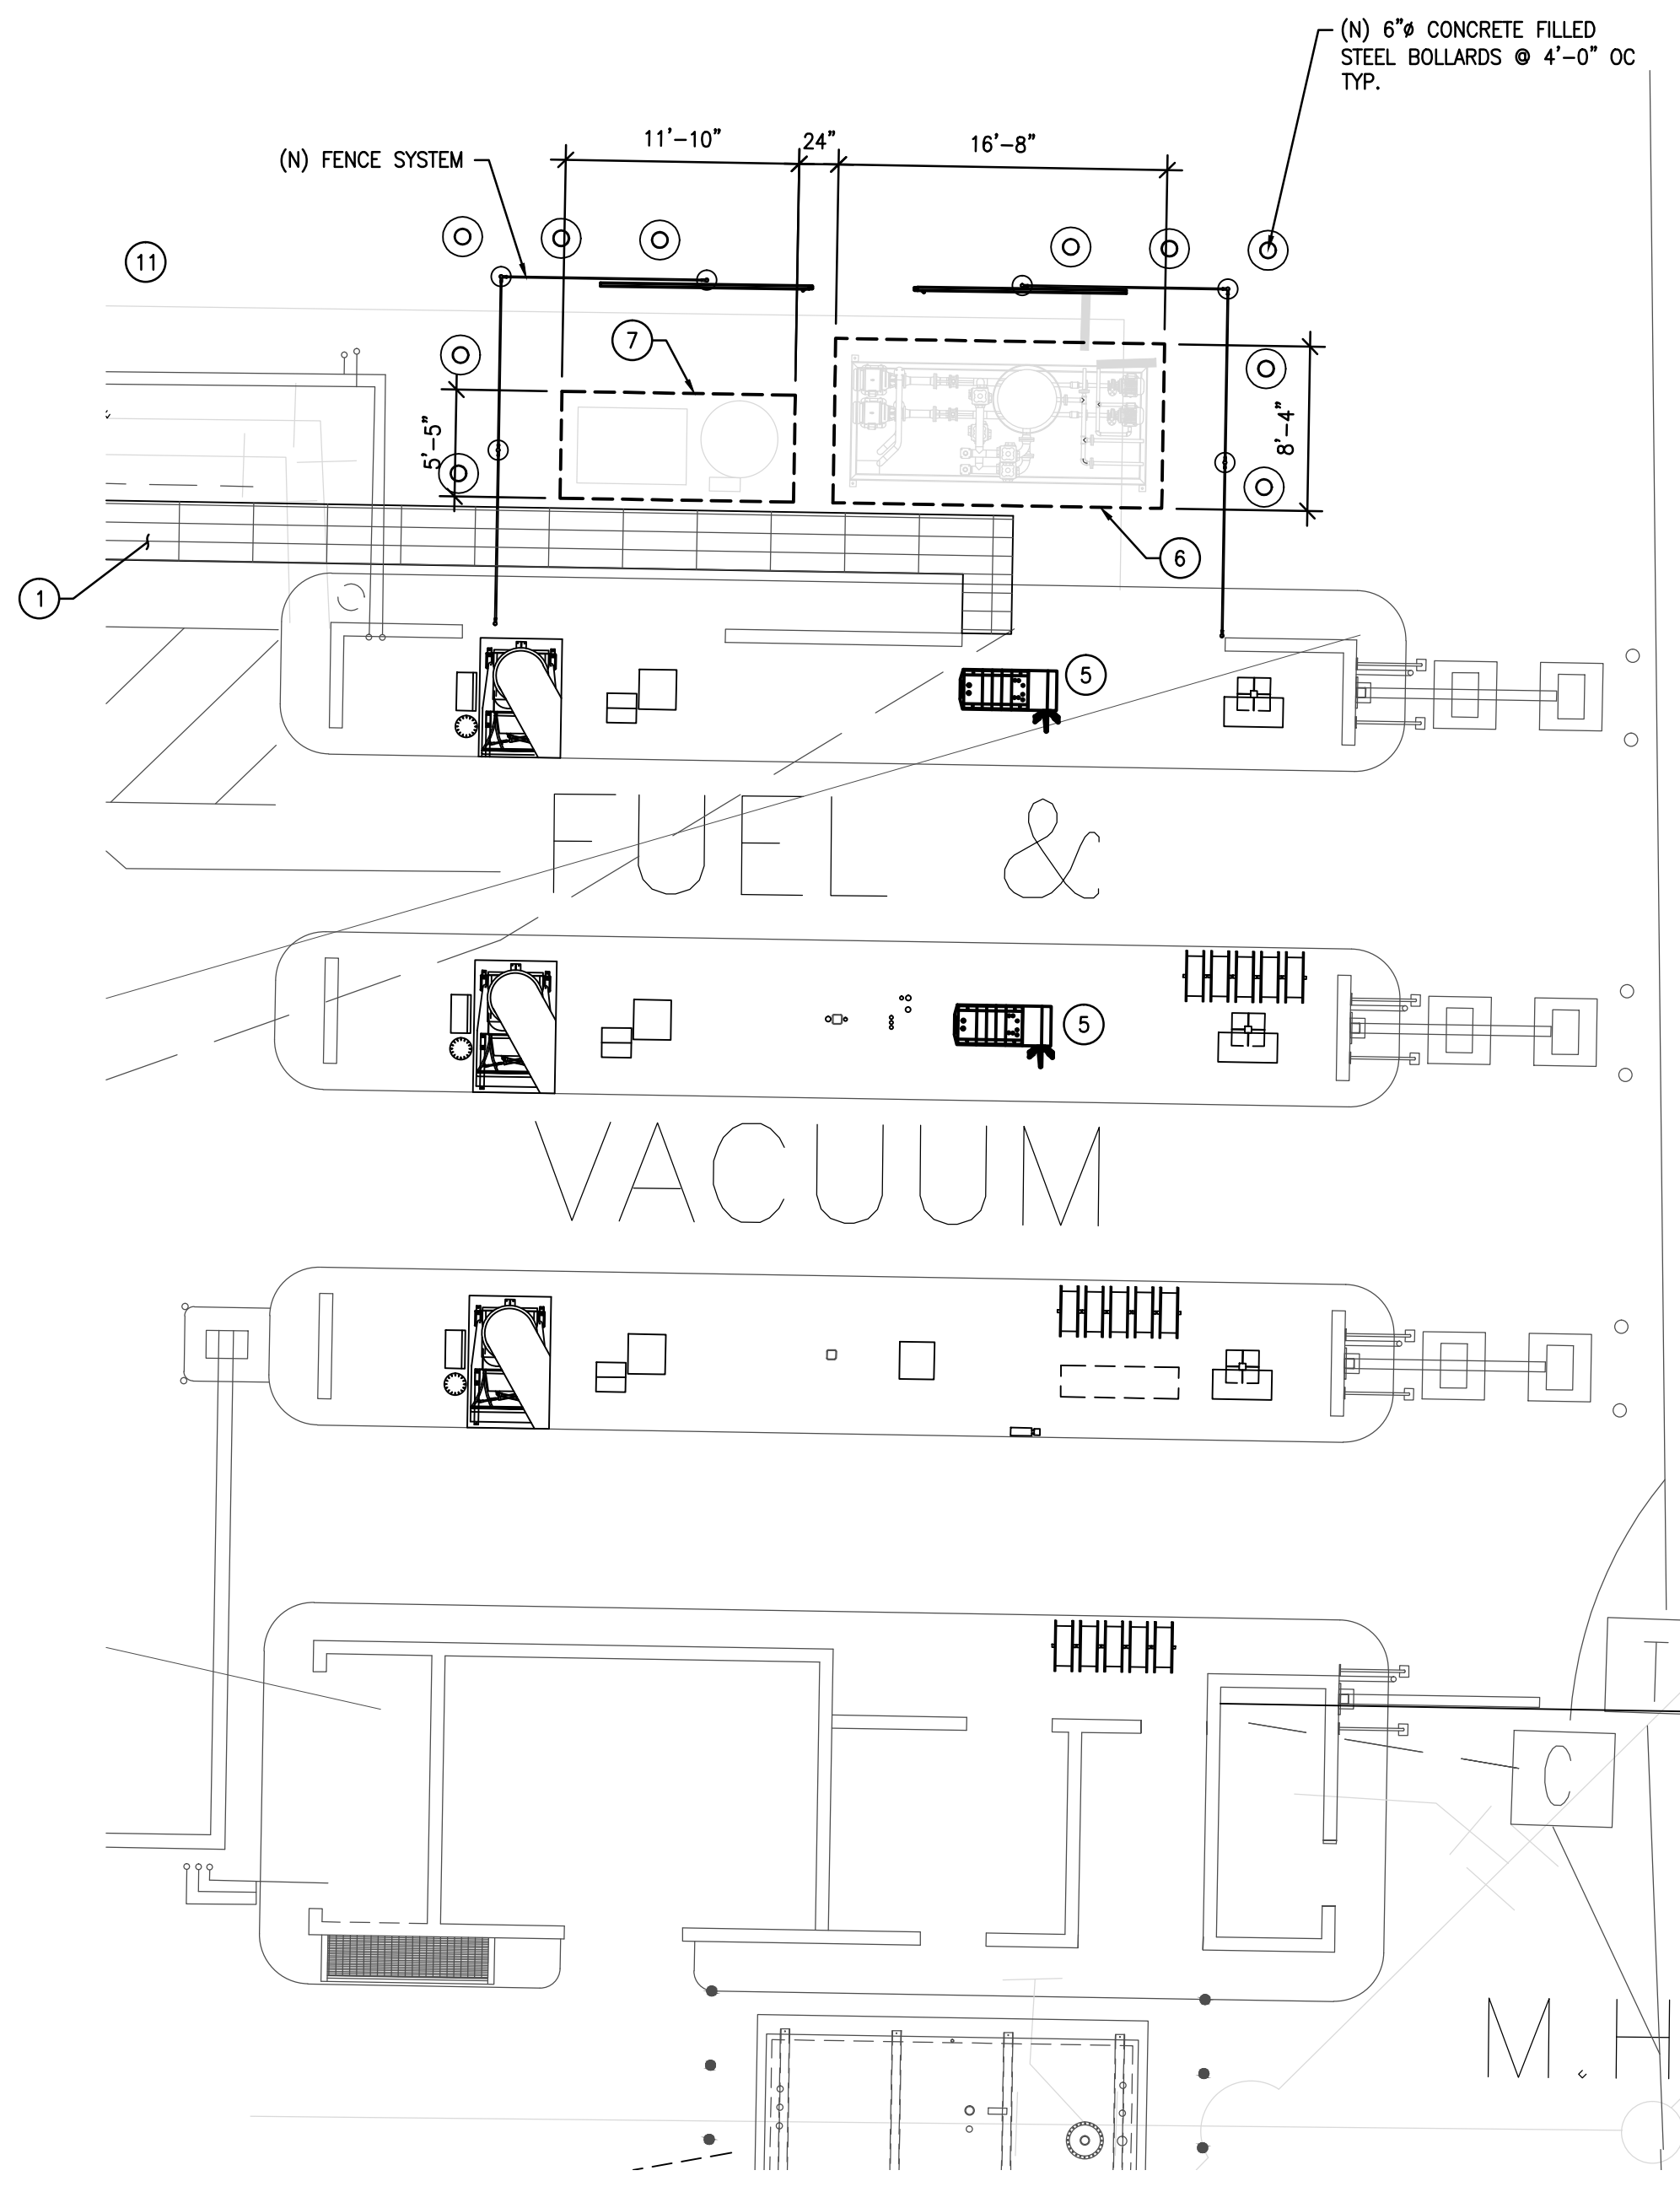 (N) 6"ø CONCRETE FILLED
STEEL BOLLARDS @ 4'-0" OC
TYP.
11'-10"
24"
16'-8"
(N) FENCE SYSTEM
11
7
5'-5"
8'-4"
6
1
5
FUEL &
5
VACUUM
T
C
M.H